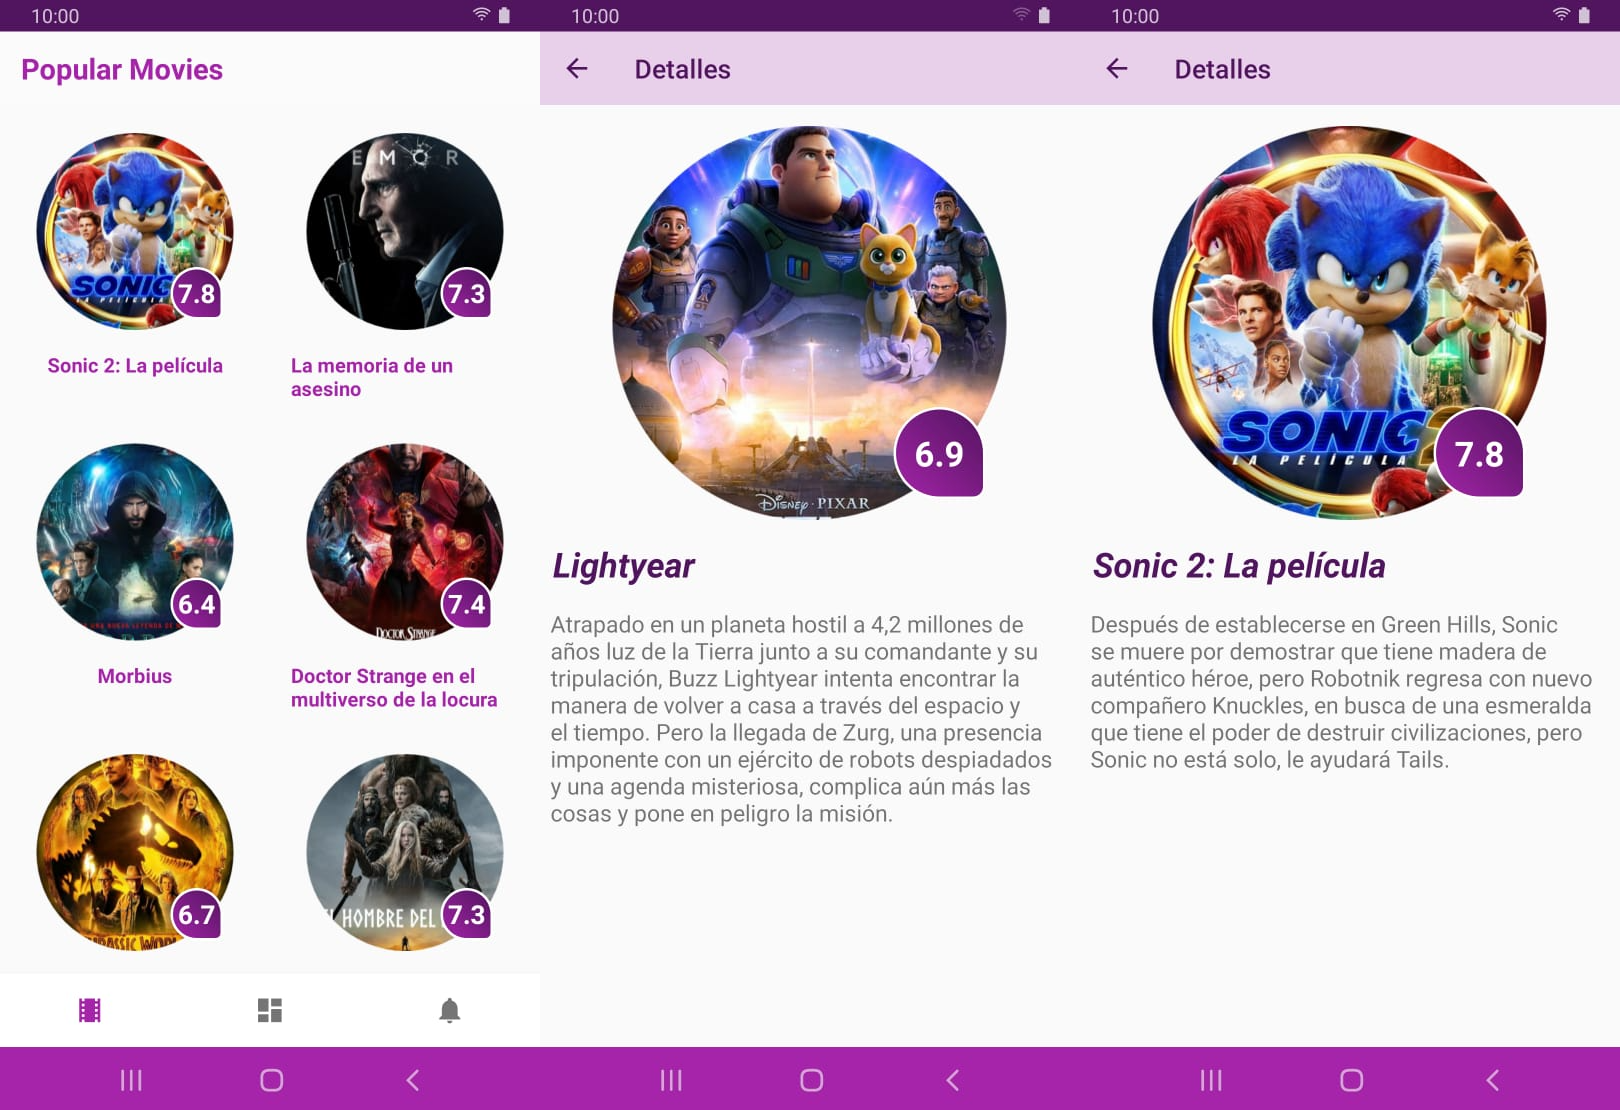 10:00
Popular Movies
SONIC
LA PELÍCULA
7.8
EMOR
7.3
Sonic 2: La película
La memoria de un
asesino
6.4
DOCTOR STRANGE
7.4
Morbius
Doctor Strange en el
multiverso de la locura
JURASSIC WORL
6.7
HOMBRE DEL
7.3
10:00
Detalles
6.9
DISNEY · PIXAR
Lightyear
Atrapado en un planeta hostil a 4,2 millones de
años luz de la Tierra junto a su comandante y su
tripulación, Buzz Lightyear intenta encontrar la
manera de volver a casa a través del espacio y
el tiempo. Pero la llegada de Zurg, una presencia
imponente con un ejército de robots despiadados
y una agenda misteriosa, complica aún más las
cosas y pone en peligro la misión.
10:00
Detalles
SONIC 2
LA PELÍCULA
7.8
Sonic 2: La película
Después de establecerse en Green Hills, Sonic
se muere por demostrar que tiene madera de
auténtico héroe, pero Robotnik regresa con nuevo
compañero Knuckles, en busca de una esmeralda
que tiene el poder de destruir civilizaciones, pero
Sonic no está solo, le ayudará Tails.